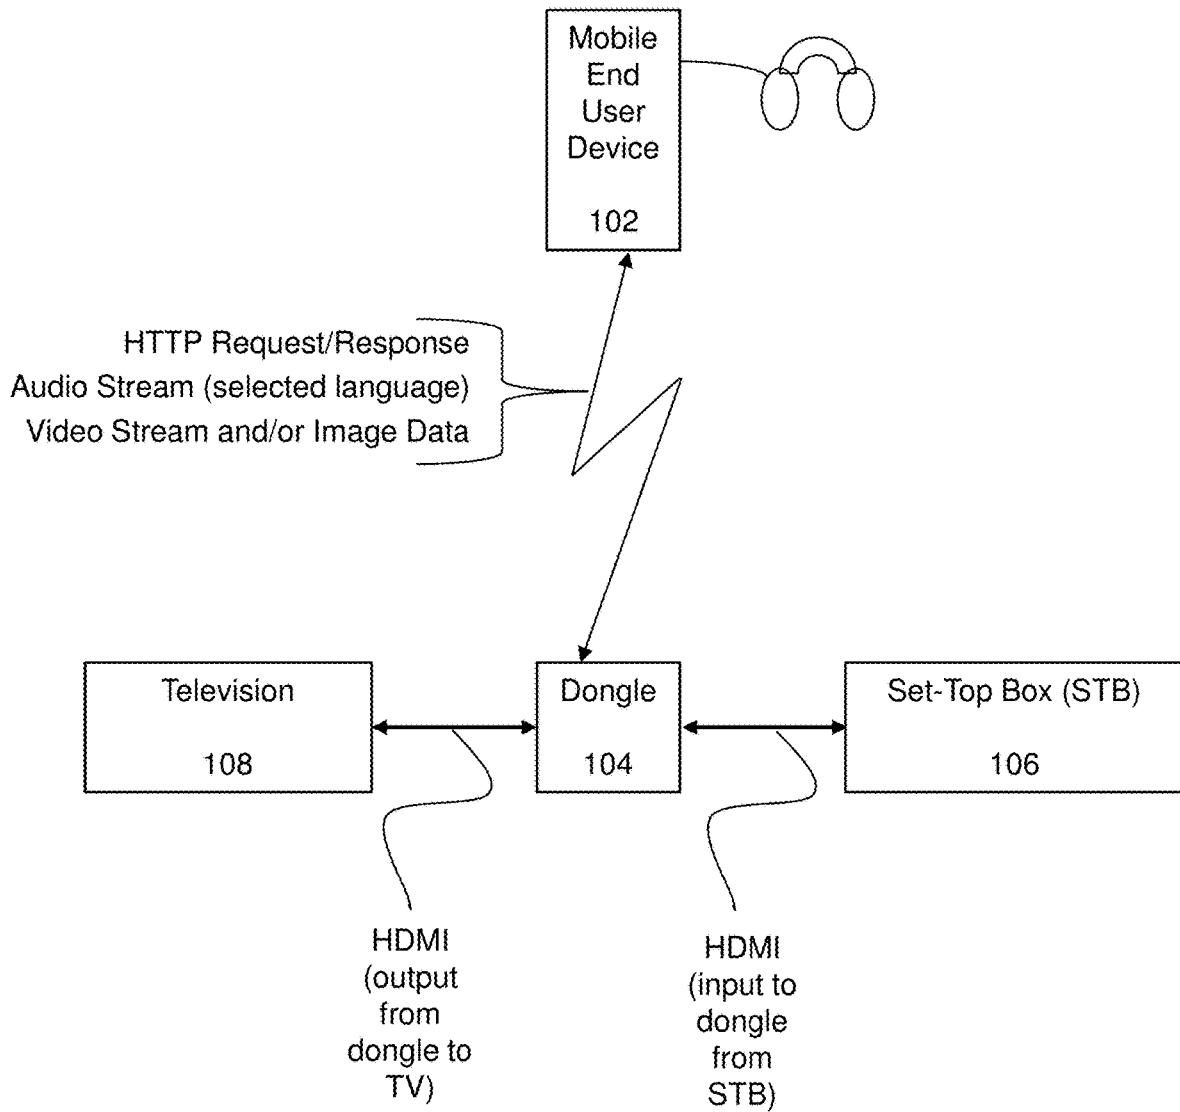 Mobile
End
User
Device
102
HTTP Request/Response
Audio Stream (selected language)
Video Stream and/or Image Data
Television
108
Dongle
104
Set-Top Box (STB)
106
HDMI
(output
from
dongle to
TV)
HDMI
(input to
dongle
from
STB)